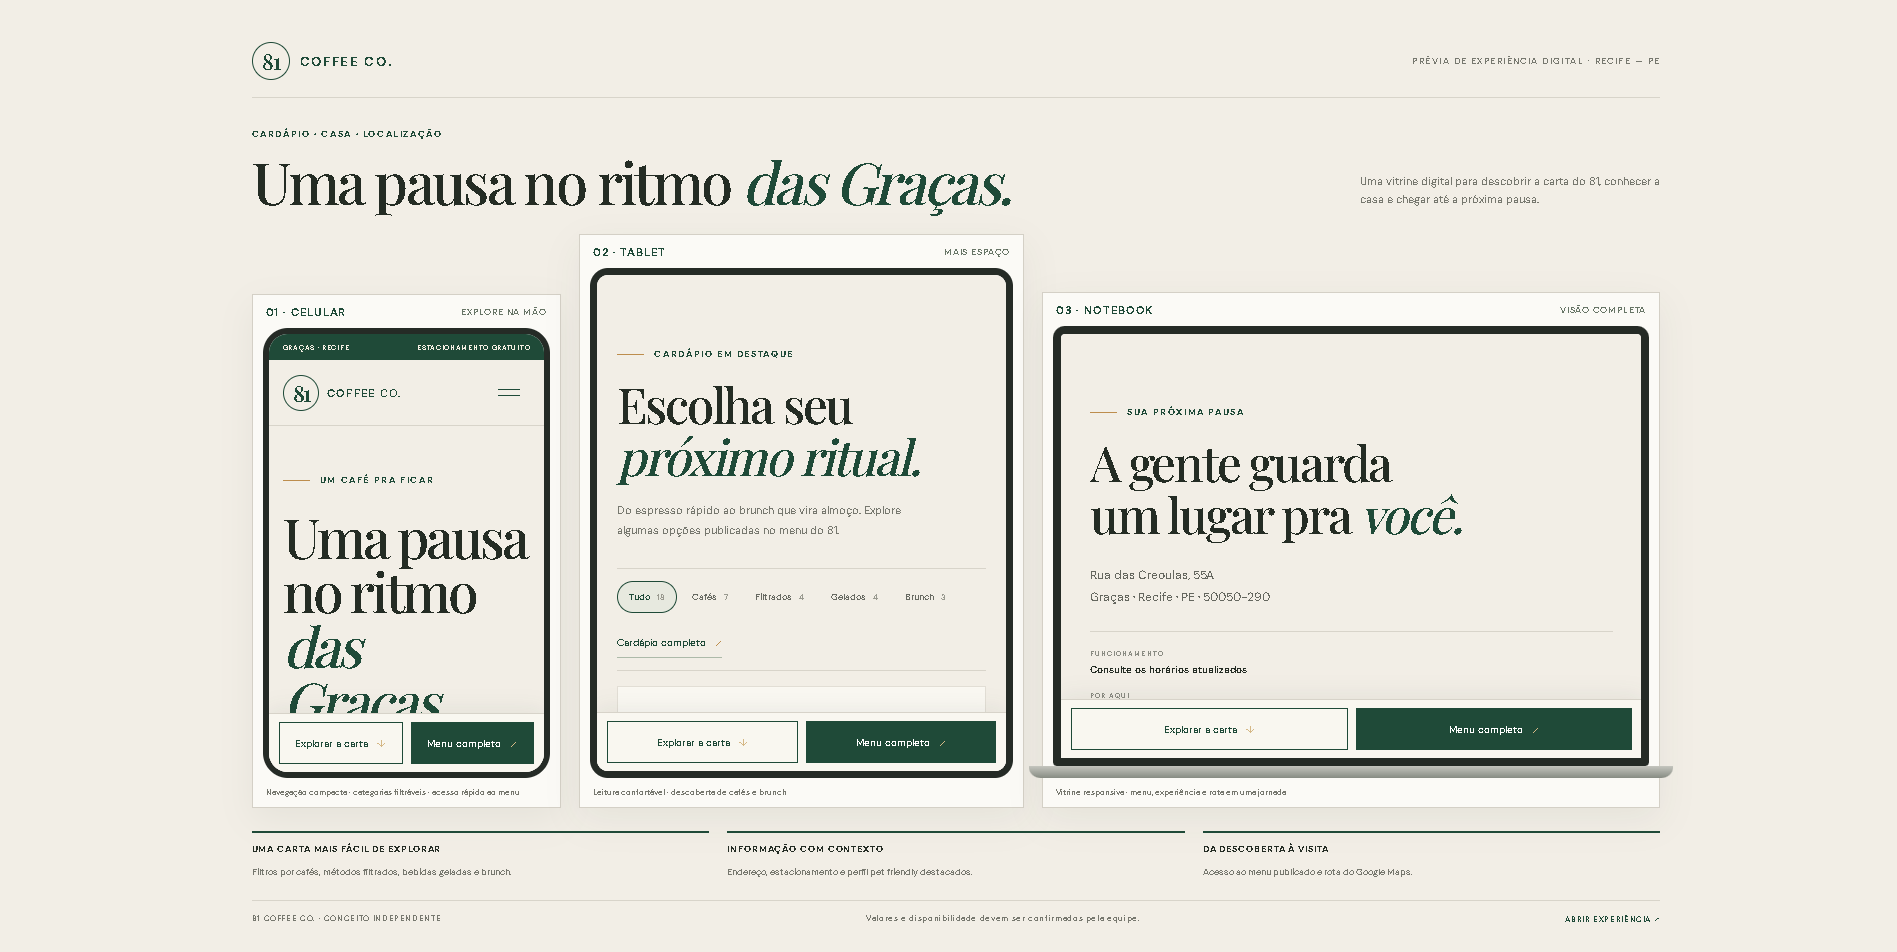 81 COFFEE CO.
PRÉVIA DE EXPERIÊNCIA DIGITAL · RECIFE — PE
CARDÁPIO · CASA · LOCALIZAÇÃO
Uma pausa no ritmo das Graças.
Uma vitrine digital para descobrir a carta do 81, conhecer a
casa e chegar até a próxima pausa.
01 · CELULAR
EXPLORE NA MÃO
GRAÇAS · RECIFE
ESTACIONAMENTO GRATUITO
81 COFFEE CO.
UM CAFÉ PRA FICAR
Uma pausa
no ritmo
das
Graças
Explorar a carta ↓
Menu completo ↗
Navegação compacta · categorias filtráveis · acesso rápido ao menu
02 · TABLET
MAIS ESPAÇO
CARDÁPIO EM DESTAQUE
Escolha seu
próximo ritual.
Do espresso rápido ao brunch que vira almoço. Explore
algumas opções publicadas no menu do 81.
Tudo 18 Cafés 7 Filtrados 4 Gelados 4 Brunch 3
Cardápio completo ↗
Explorar a carta ↓
Menu completo ↗
Leitura confortável · descoberta de cafés e brunch
03 · NOTEBOOK
VISÃO COMPLETA
SUA PRÓXIMA PAUSA
A gente guarda
um lugar pra você.
Rua das Creoulas, 55A
Graças · Recife · PE · 50050-290
FUNCIONAMENTO
Consulte os horários atualizados
POR AQUI
Explorar a carta ↓
Menu completo ↗
Vitrine responsiva · menu, experiência e rota em uma jornada
UMA CARTA MAIS FÁCIL DE EXPLORAR
Filtros por cafés, métodos filtrados, bebidas geladas e brunch.
INFORMAÇÃO COM CONTEXTO
Endereço, estacionamento e perfil pet friendly destacados.
DA DESCOBERTA À VISITA
Acesso ao menu publicado e rota do Google Maps.
81 COFFEE CO. · CONCEITO INDEPENDENTE
Valores e disponibilidade devem ser confirmadas pela equipe.
ABRIR EXPERIÊNCIA ↗